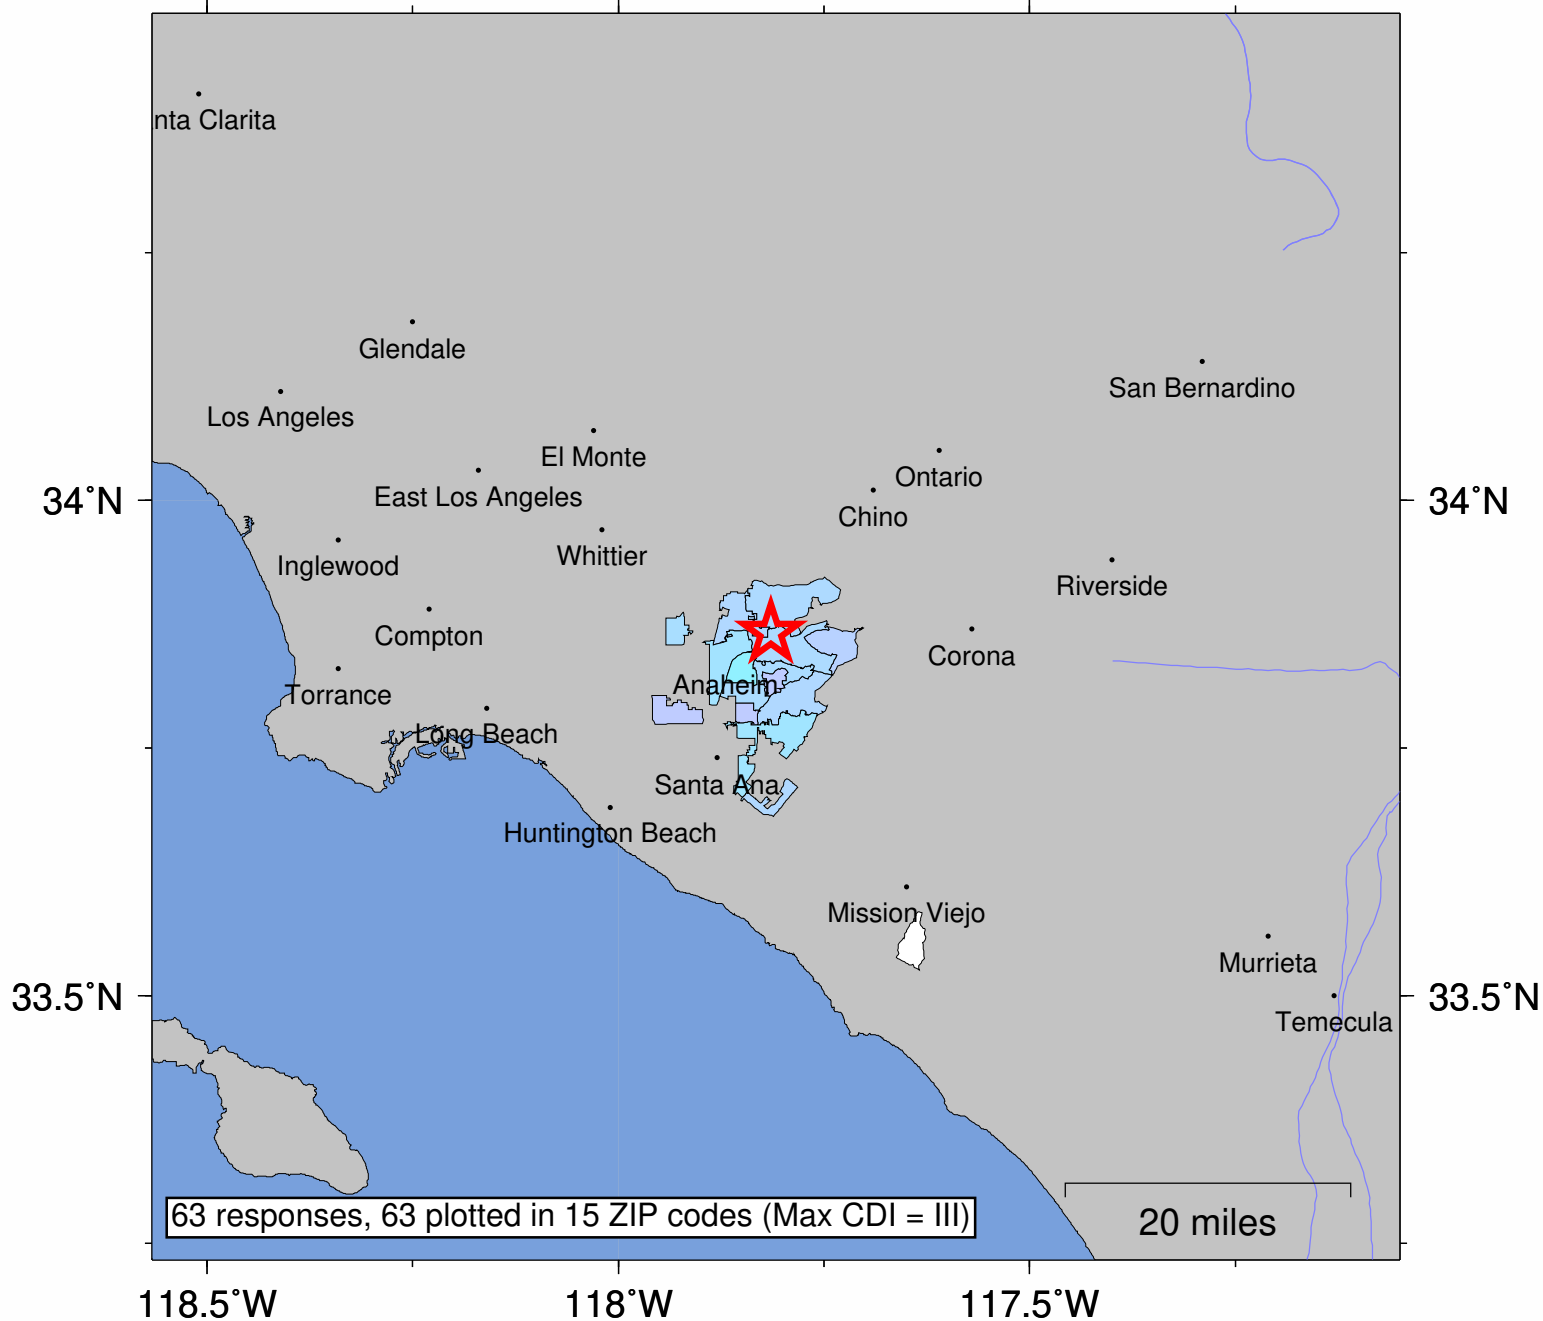 nta Clarita
Glendale
San Bernardino
Los Angeles
El Monte
Ontario
East Los Angeles
34˚N
34˚N
Chino
Whittier
Inglewood
Riverside
Compton
Corona
Anaheim
Torrance
Long Beach
Santa Ana
Huntington Beach
Mission Viejo
Murrieta
33.5˚N
33.5˚N
Temecula
63 responses, 63 plotted in 15 ZIP codes (Max CDI = III)
20 miles
118.5˚W
118˚W
117.5˚W